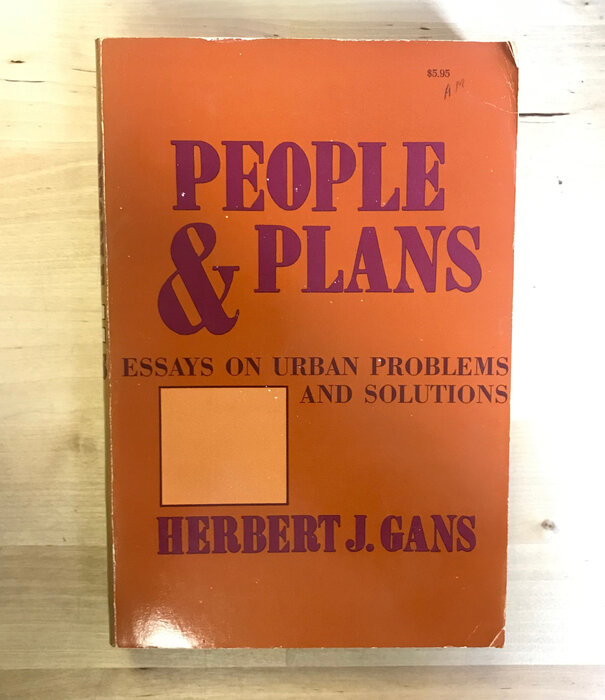 $5.95
AM
PEOPLE
& PLANS
ESSAYS ON URBAN PROBLEMS
AND SOLUTIONS
HERBERT J. GANS